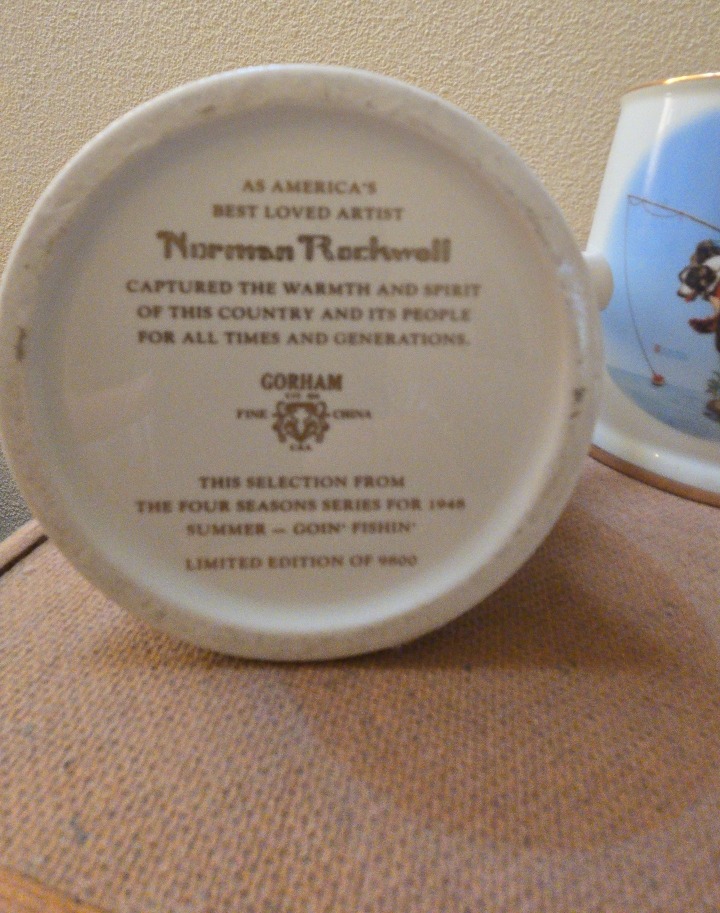 AS AMERICA'S
BEST LOVED ARTIST
Norman Rockwell
CAPTURED THE WARMTH AND SPIRIT
OF THIS COUNTRY AND ITS PEOPLE
FOR ALL TIMES AND GENERATIONS.
GORHAM
FINE CHINA
U.S.A.
THIS SELECTION FROM
THE FOUR SEASONS SERIES FOR 1948
SUMMER — GOIN' FISHIN'
LIMITED EDITION OF 9800